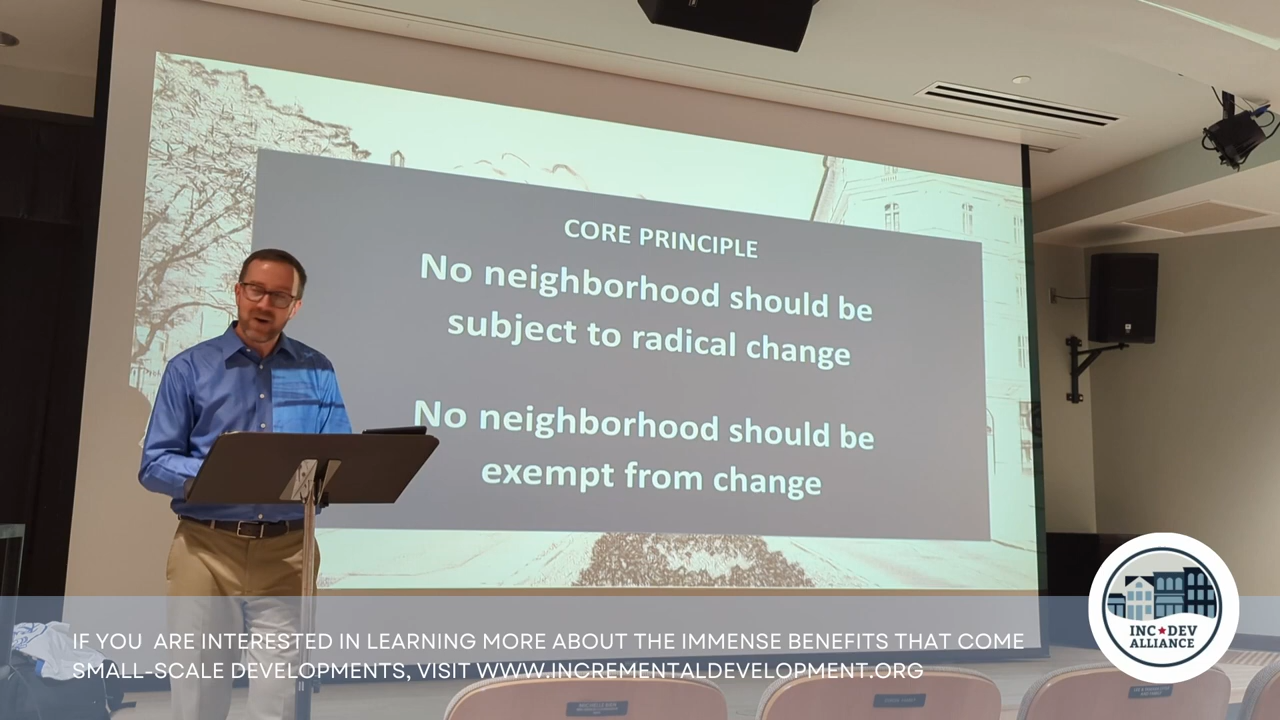 CORE PRINCIPLE
No neighborhood should be
subject to radical change
No neighborhood should be
exempt from change
IF YOU ARE INTERESTED IN LEARNING MORE ABOUT THE IMMENSE BENEFITS THAT COME
SMALL-SCALE DEVELOPMENTS, VISIT WWW.INCREMENTALDEVELOPMENT.ORG
INC★DEV
ALLIANCE